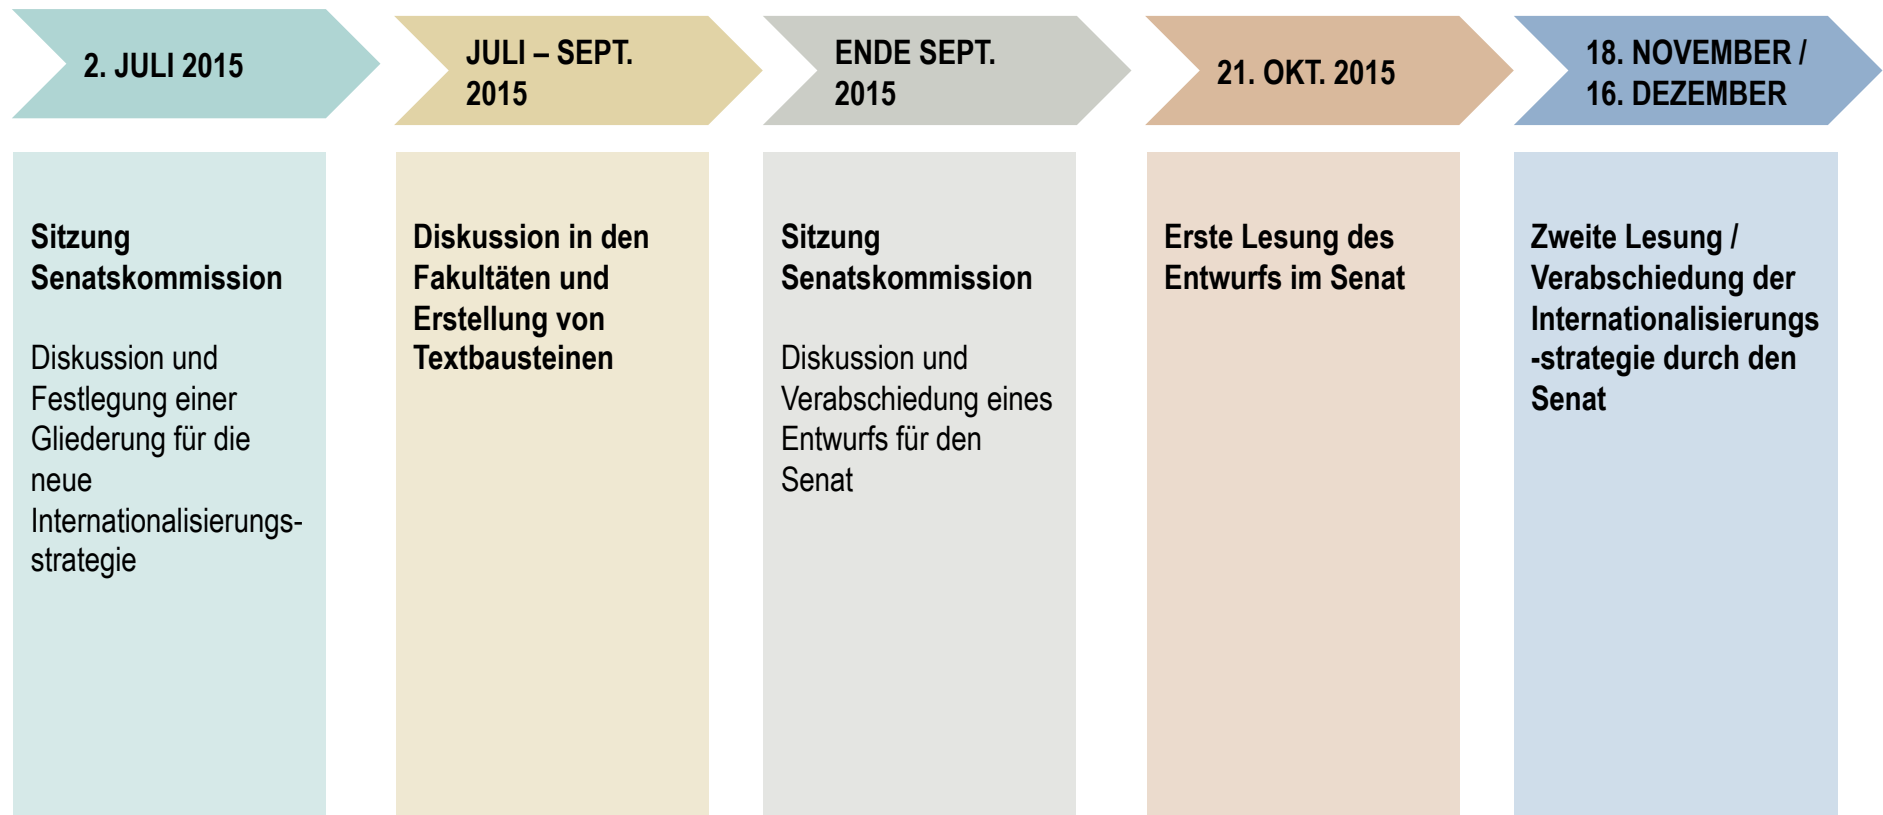 2. JULI 2015
JULI – SEPT.
2015
ENDE SEPT.
2015
21. OKT. 2015
18. NOVEMBER /
16. DEZEMBER
Sitzung
Senatskommission
Diskussion und
Festlegung einer
Gliederung für die
neue
Internationalisierungs-
strategie
Diskussion in den
Fakultäten und
Erstellung von
Textbausteinen
Sitzung
Senatskommission
Diskussion und
Verabschiedung eines
Entwurfs für den
Senat
Erste Lesung des
Entwurfs im Senat
Zweite Lesung /
Verabschiedung der
Internationalisierungs
-strategie durch den
Senat